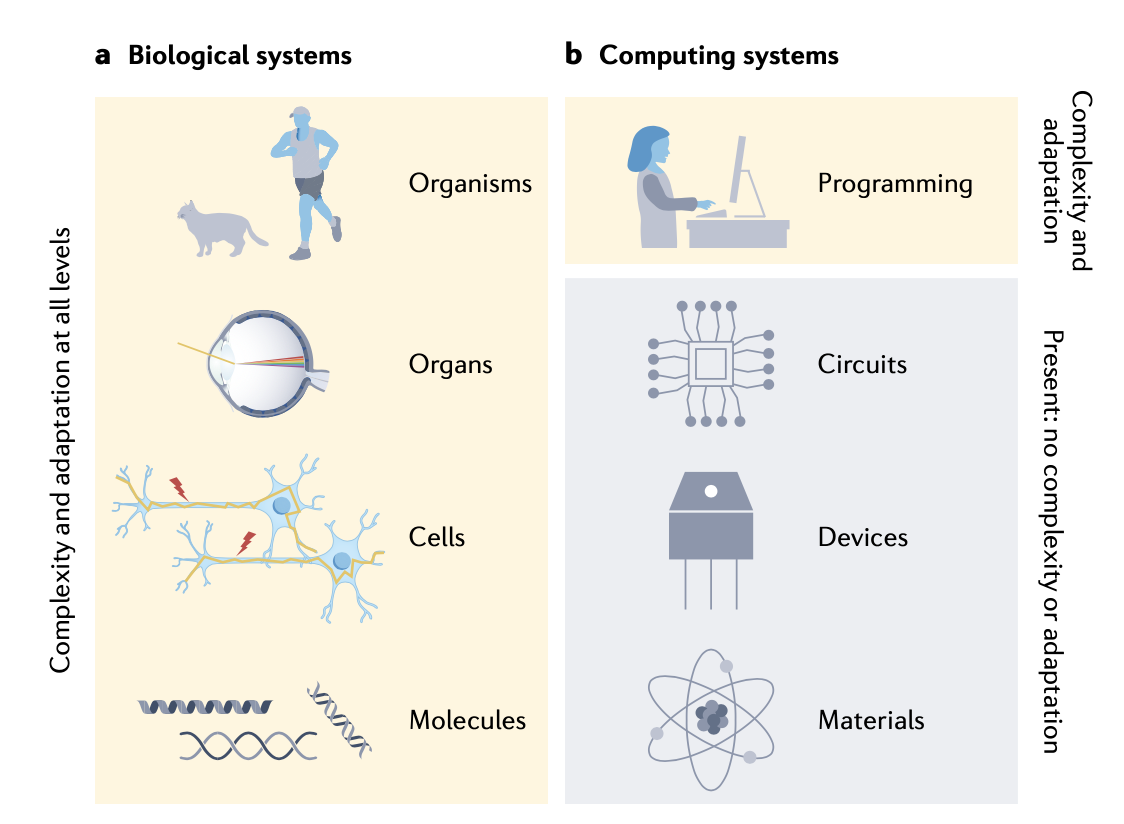 a Biological systems
Complexity and adaptation at all levels
Organisms
Organs
Cells
Molecules
b Computing systems
Programming
Circuits
Devices
Materials
Complexity and
adaptation
Present: no complexity or adaptation